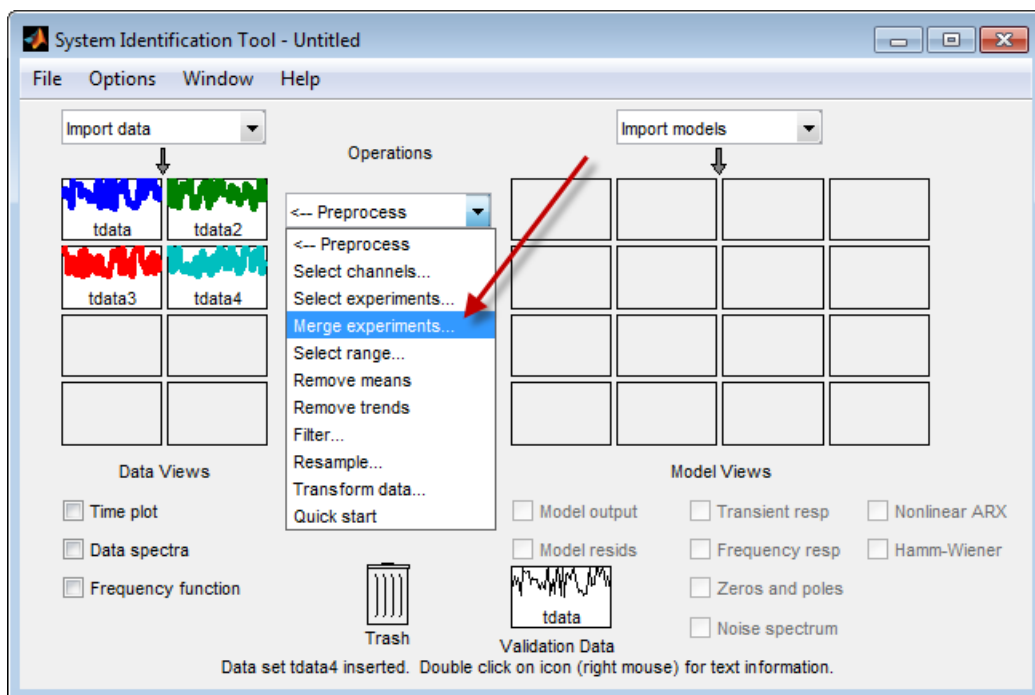 System Identification Tool - Untitled
File Options Window Help
Import data
Import models
Operations
tdata
tdata2
tdata3
tdata4
<-- Preprocess
<-- Preprocess
Select channels...
Select experiments...
Merge experiments...
Select range...
Remove means
Remove trends
Filter...
Resample...
Transform data...
Quick start
Data Views
Time plot
Data spectra
Frequency function
Model Views
Model output
Transient resp
Nonlinear ARX
Model resids
Frequency resp
Hamm-Wiener
Zeros and poles
Noise spectrum
Trash
tdata
Validation Data
Data set tdata4 inserted. Double click on icon (right mouse) for text information.